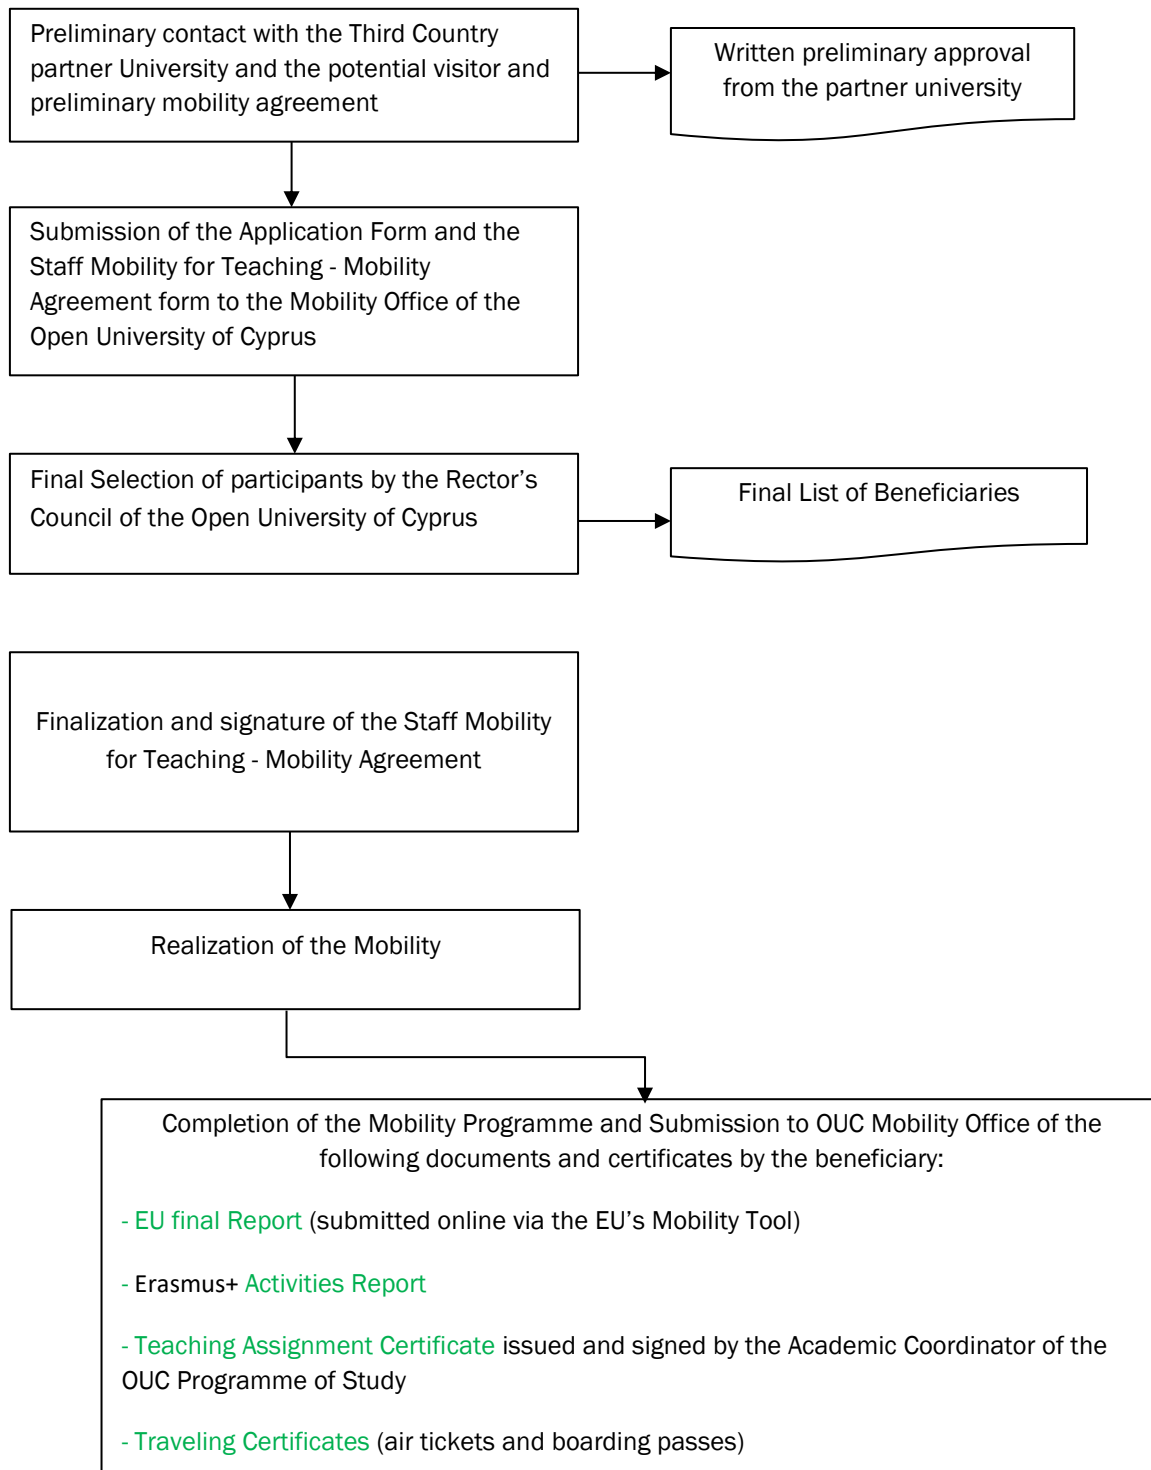 Preliminary contact with the Third Country
partner University and the potential visitor and
preliminary mobility agreement
Written preliminary approval
from the partner university
Submission of the Application Form and the
Staff Mobility for Teaching - Mobility
Agreement form to the Mobility Office of the
Open University of Cyprus
Final Selection of participants by the Rector’s
Council of the Open University of Cyprus
Final List of Beneficiaries
Finalization and signature of the Staff Mobility
for Teaching - Mobility Agreement
Realization of the Mobility
Completion of the Mobility Programme and Submission to OUC Mobility Office of the
following documents and certificates by the beneficiary:
- EU final Report (submitted online via the EU’s Mobility Tool)
- Erasmus+ Activities Report
- Teaching Assignment Certificate issued and signed by the Academic Coordinator of the
OUC Programme of Study
- Traveling Certificates (air tickets and boarding passes)